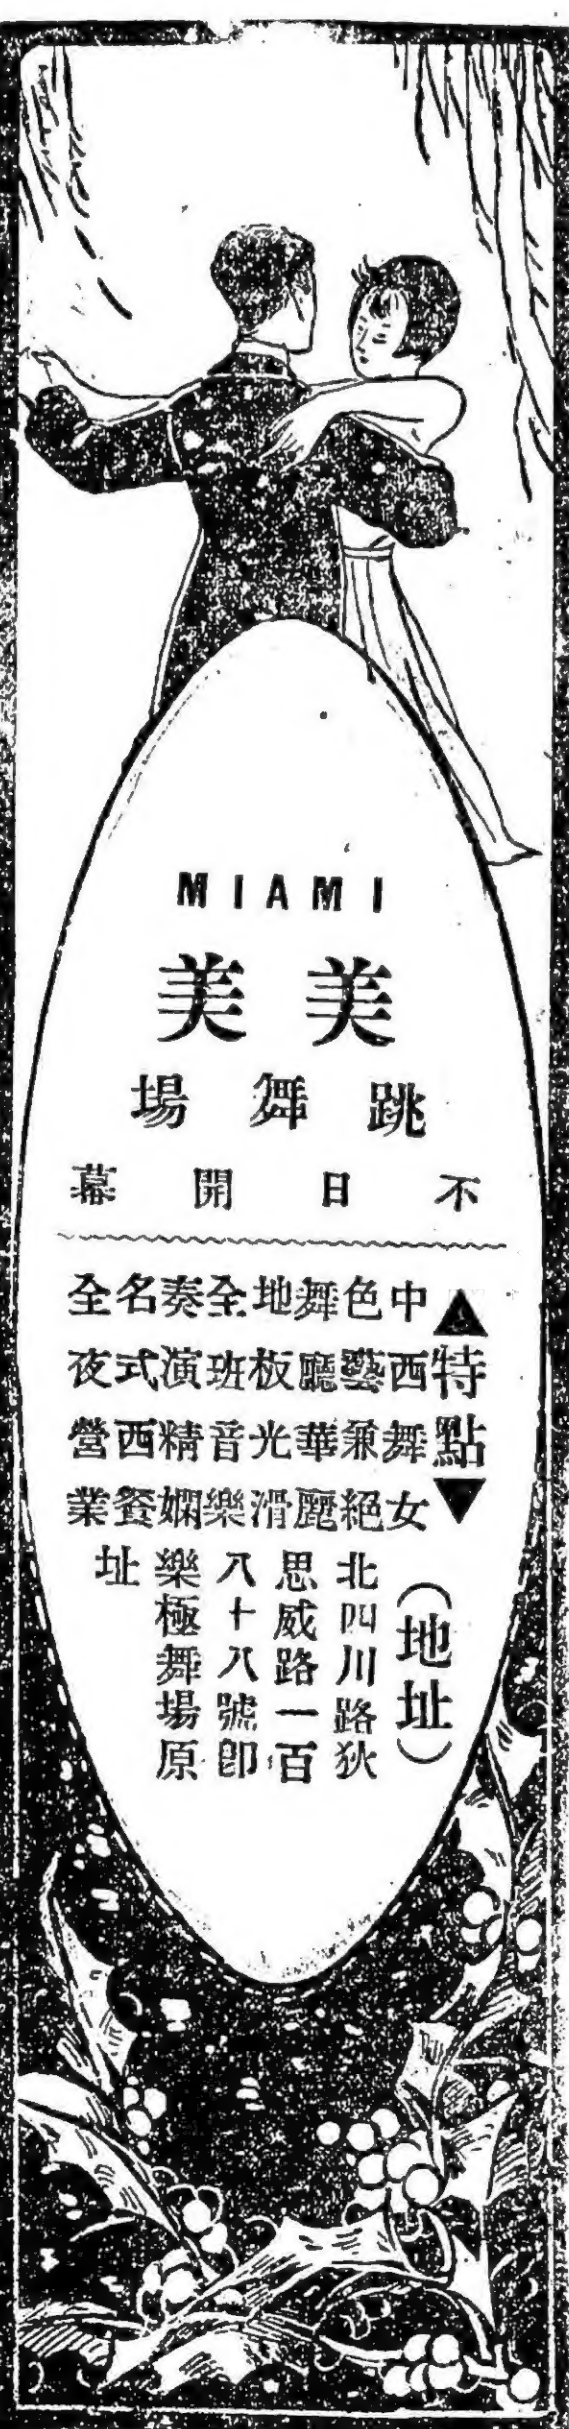 MIAMI
美美
跳舞場
不日開幕
▲特點▼
中西舞女
色藝兼絕
舞廳華麗
地板光滑
全班音樂
奏演精嫻
名式西餐
全夜營業
(地址)
北四川路狄
思威路一百
八十八號卽
樂極舞場原
址